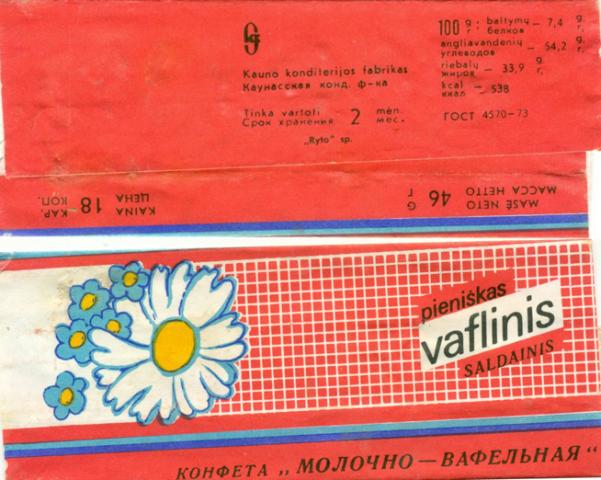 Kauno konditerijos fabrikas
Каунасская конд. ф-ка
Tinka vartoti 2 mėn.
Срок хранения мес.
„Ryto" sp.
100 g: baltymų – 7,4 g.
г: белков г.
angliavandenių – 54,2 g.
углеводов г.
riebalų – 33,9 g.
жиров г.
kcal – 538
ккал
ГОСТ 4570-73
MASĖ NETO 46 G
МАССА НЕТТО Г
KAINA 18 KAP.
ЦЕНА КОП.
pieniškas
vaflinis
SALDAINIS
КОНФЕТА „МОЛОЧНО — ВАФЕЛЬНАЯ"